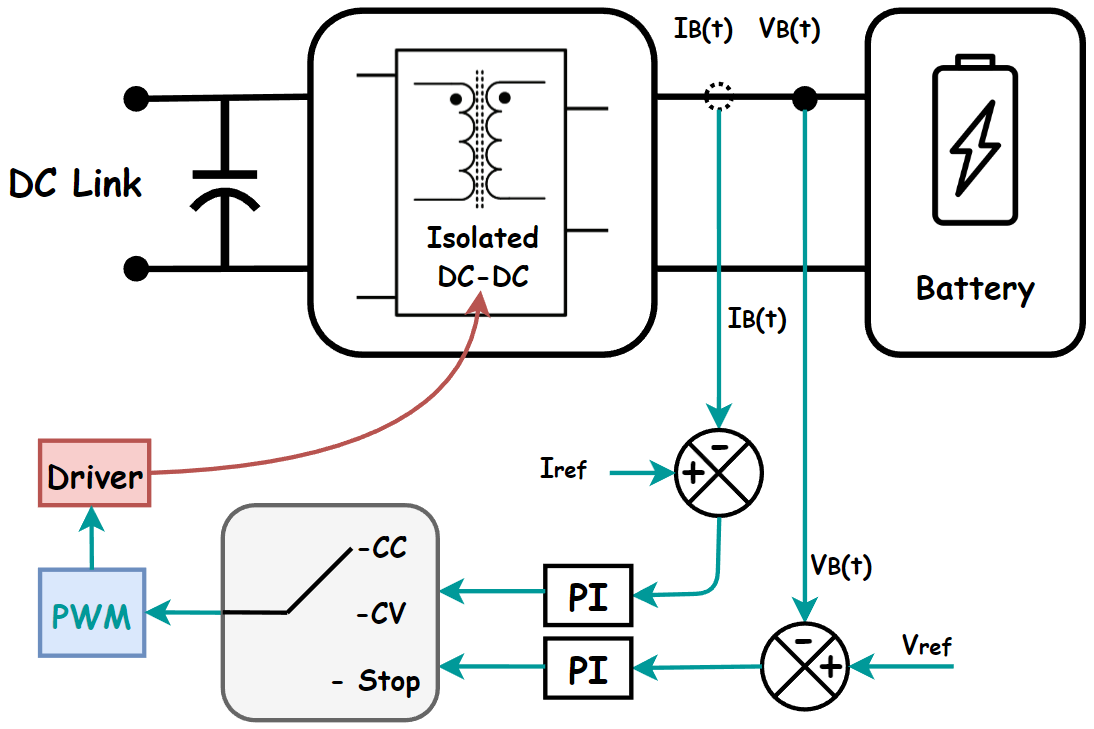 IB(t) VB(t)
DC Link
Isolated
DC-DC
Battery
IB(t)
Driver
Iref
-
+
-CC
VB(t)
PI
PWM
-CV
-
Vref
+
PI
- Stop